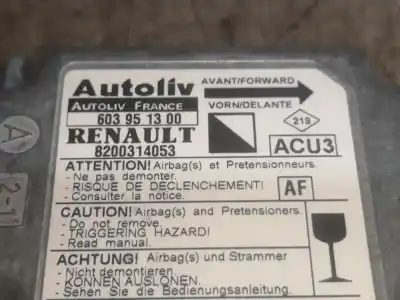 Autoliv
AVANT/FORWARD
AUTOLIV FRANCE
VORN/DELANTE
603 95 13 00
218
RENAULT
8200314053
ACU3
ATTENTION! Airbag(s) et Pretensionneurs.
- Ne pas demonter.
- RISQUE DE DECLENCHEMENT!
- Consulter la notice.
AF
CAUTION! Airbag(s) and Pretensioners.
- Do not remove.
- TRIGGERING HAZARD!
- Read manual.
ACHTUNG! Airbag(s) und Strammer
- Nicht demontieren.
- KONNEN AUSLONEN.
- Sehen Sie die Bedienungsanleitung.
A